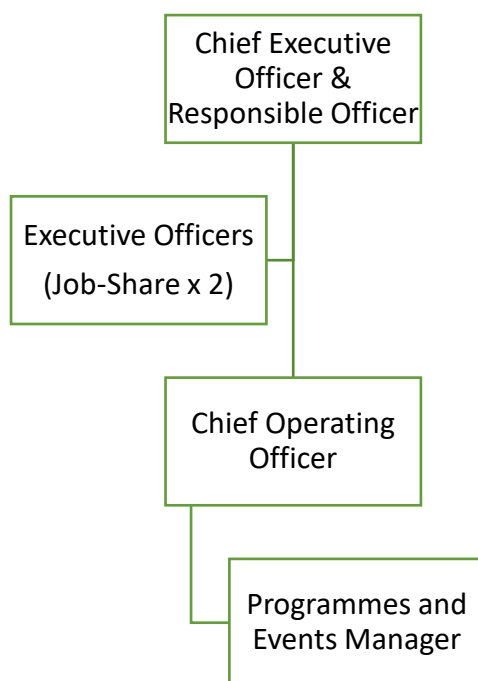 Chief Executive
Officer &
Responsible Officer
Executive Officers
(Job-Share x 2)
Chief Operating
Officer
Programmes and
Events Manager